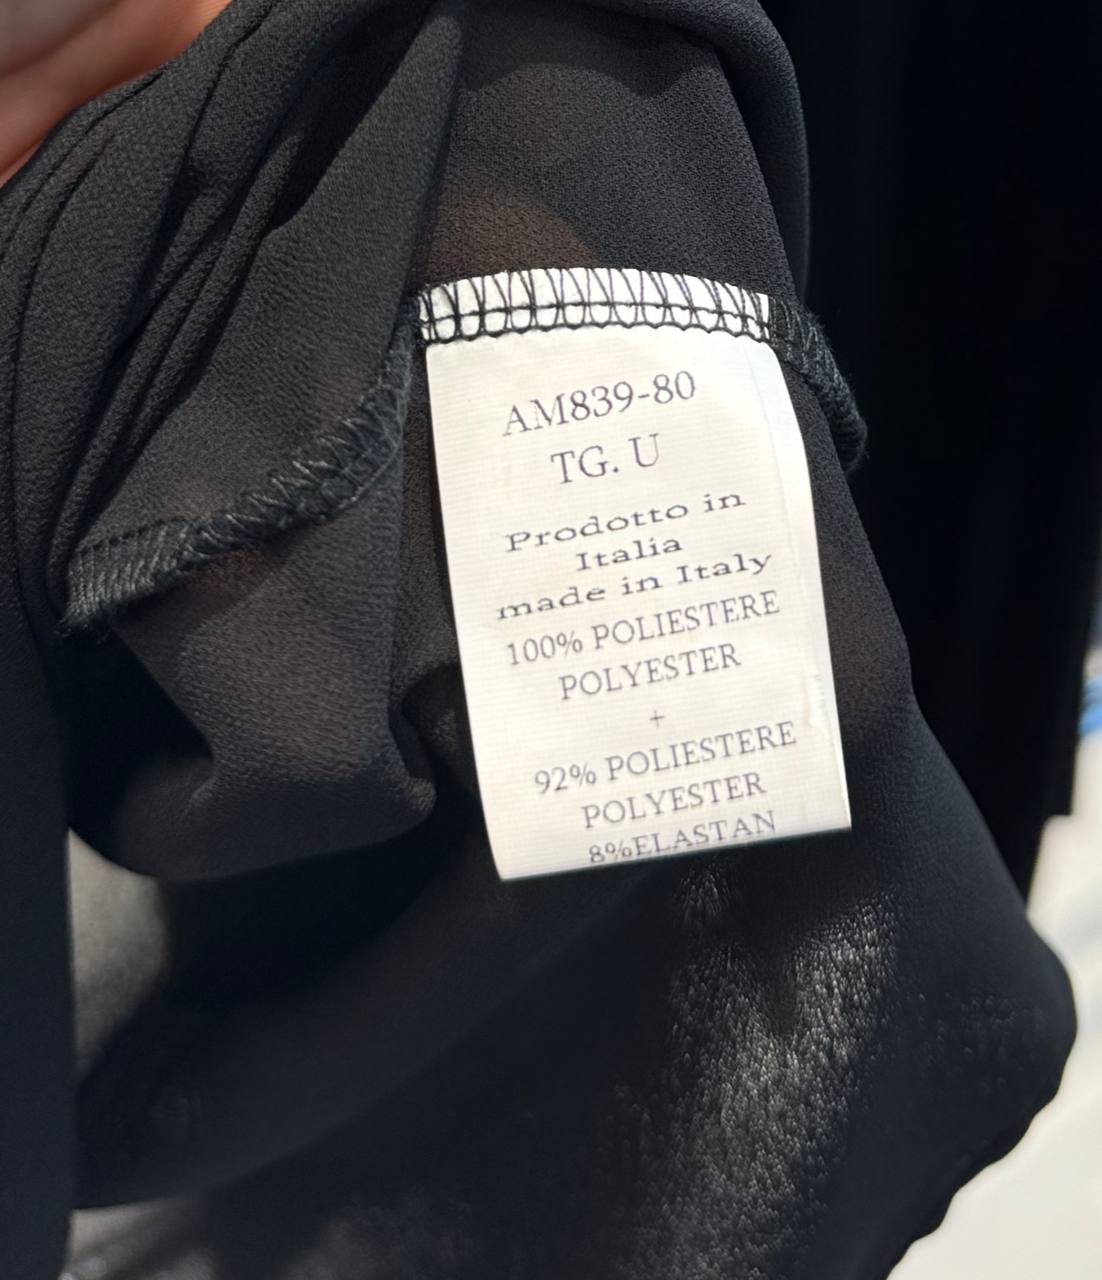 AM839-80
TG. U
Prodotto in
Italia
made in Italy
100% POLIESTERE
POLYESTER
+
92% POLIESTERE
POLYESTER
8%ELASTAN